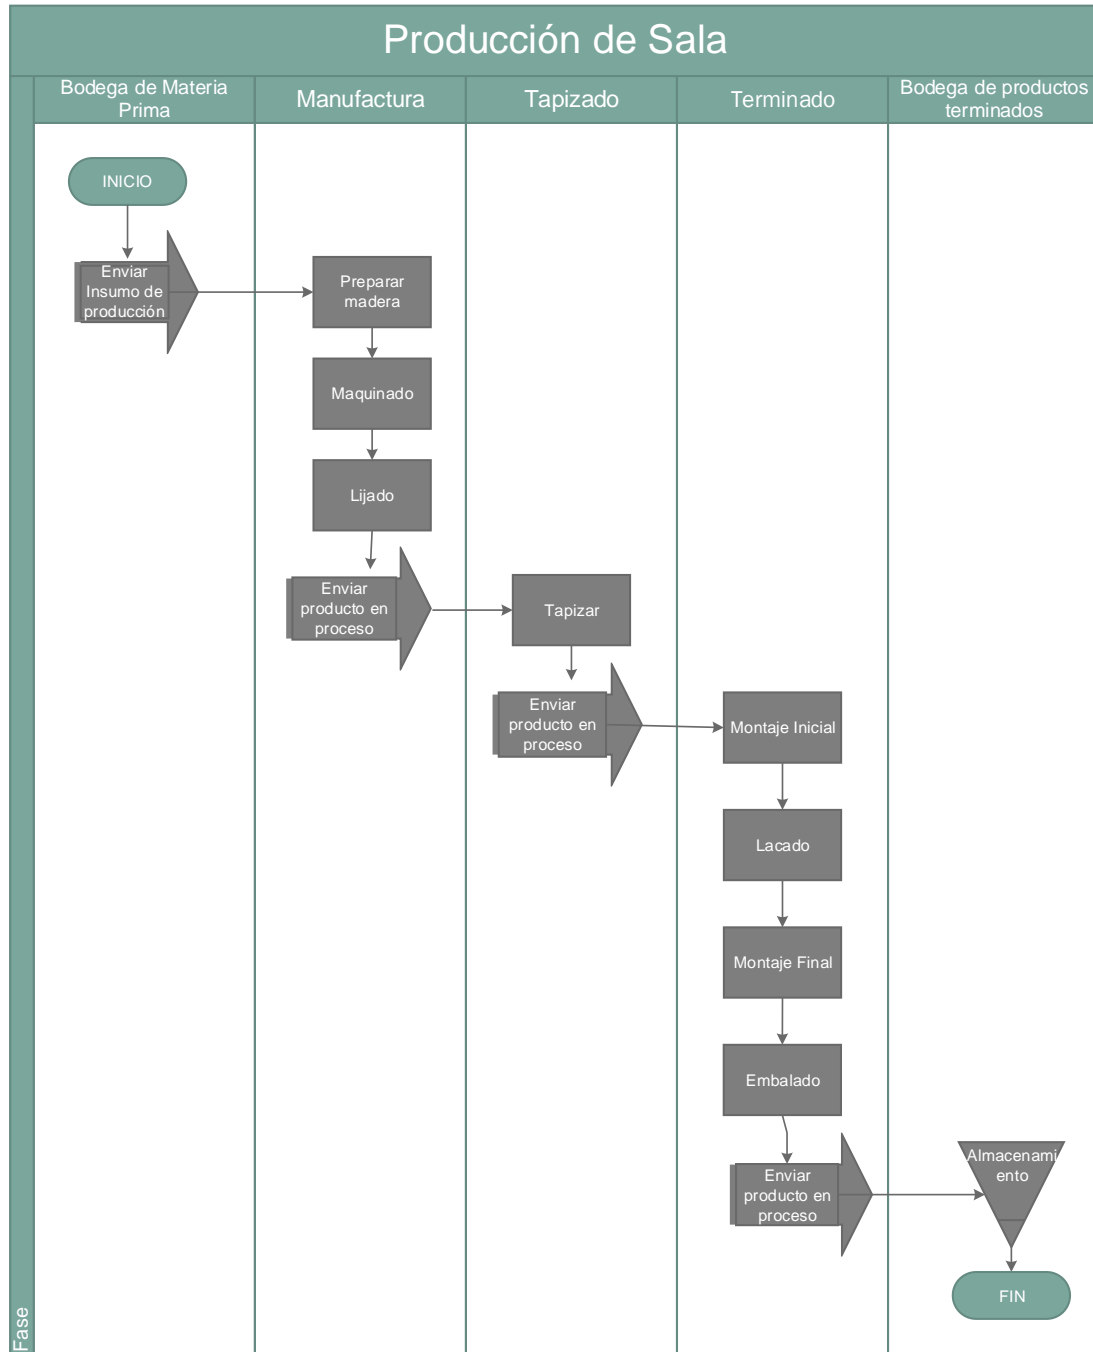 Producción de Sala
Bodega de Materia
Prima
Manufactura
Tapizado
Terminado
Bodega de productos
terminados
INICIO
Enviar
Insumo de
producción
Preparar
madera
Maquinado
Lijado
Enviar
producto en
proceso
Tapizar
Enviar
producto en
proceso
Montaje Inicial
Lacado
Montaje Final
Embalado
Enviar
producto en
proceso
Almacenami
ento
FIN
Fase